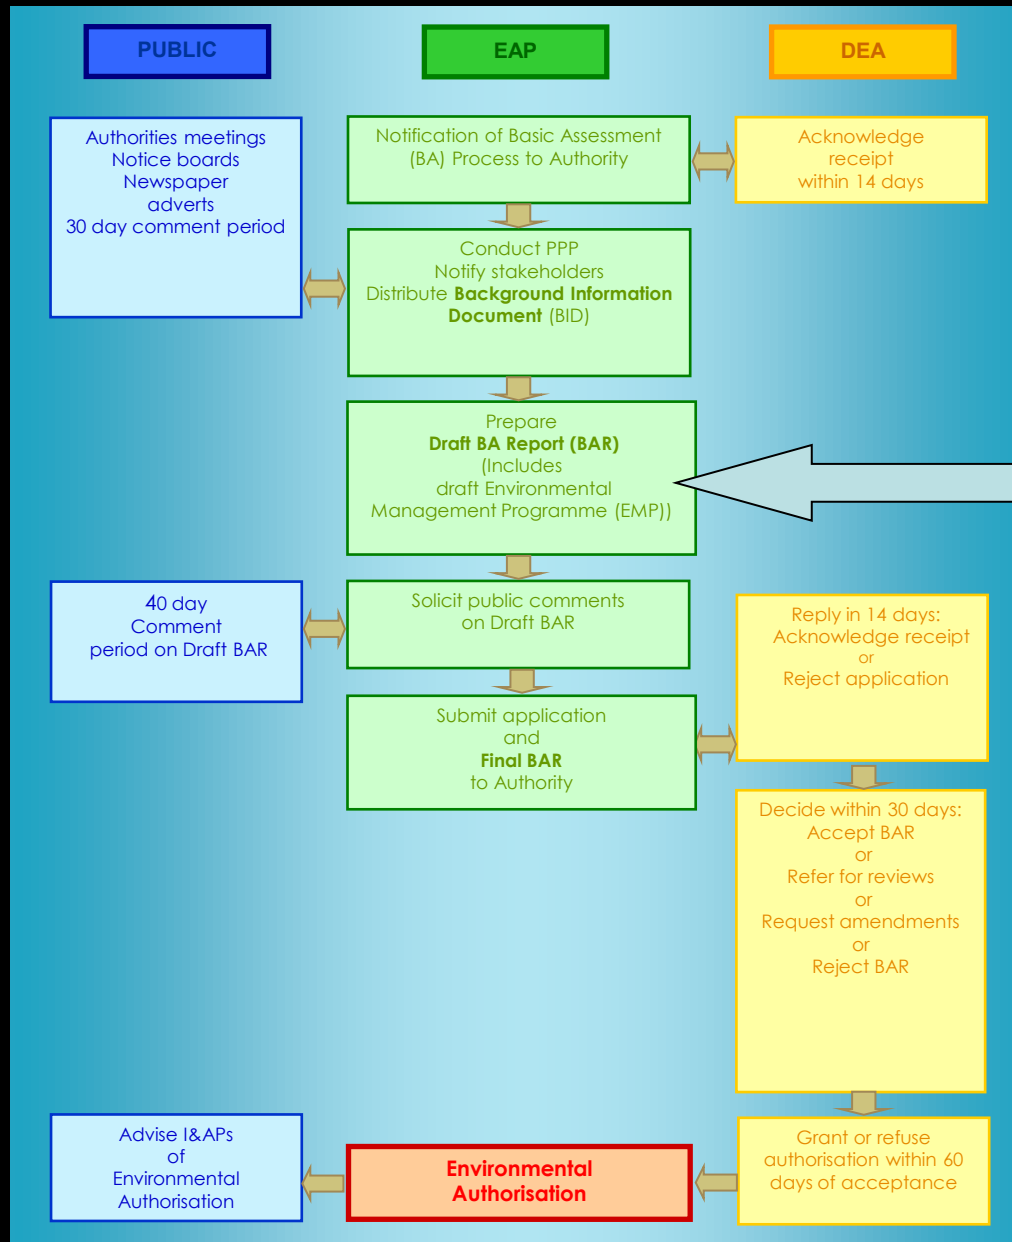 PUBLIC
EAP
DEA
Authorities meetings
Notice boards
Newspaper
adverts
30 day comment period
Notification of Basic Assessment
(BA) Process to Authority
Acknowledge
receipt
within 14 days
Conduct PPP
Notify stakeholders
Distribute Background Information
Document (BID)
Prepare
Draft BA Report (BAR)
(Includes
draft Environmental
Management Programme (EMP))
40 day
Comment
period on Draft BAR
Solicit public comments
on Draft BAR
Reply in 14 days:
Acknowledge receipt
or
Reject application
Submit application
and
Final BAR
to Authority
Decide within 30 days:
Accept BAR
or
Refer for reviews
or
Request amendments
or
Reject BAR
Advise I&APs
of
Environmental
Authorisation
Environmental
Authorisation
Grant or refuse
authorisation within 60
days of acceptance